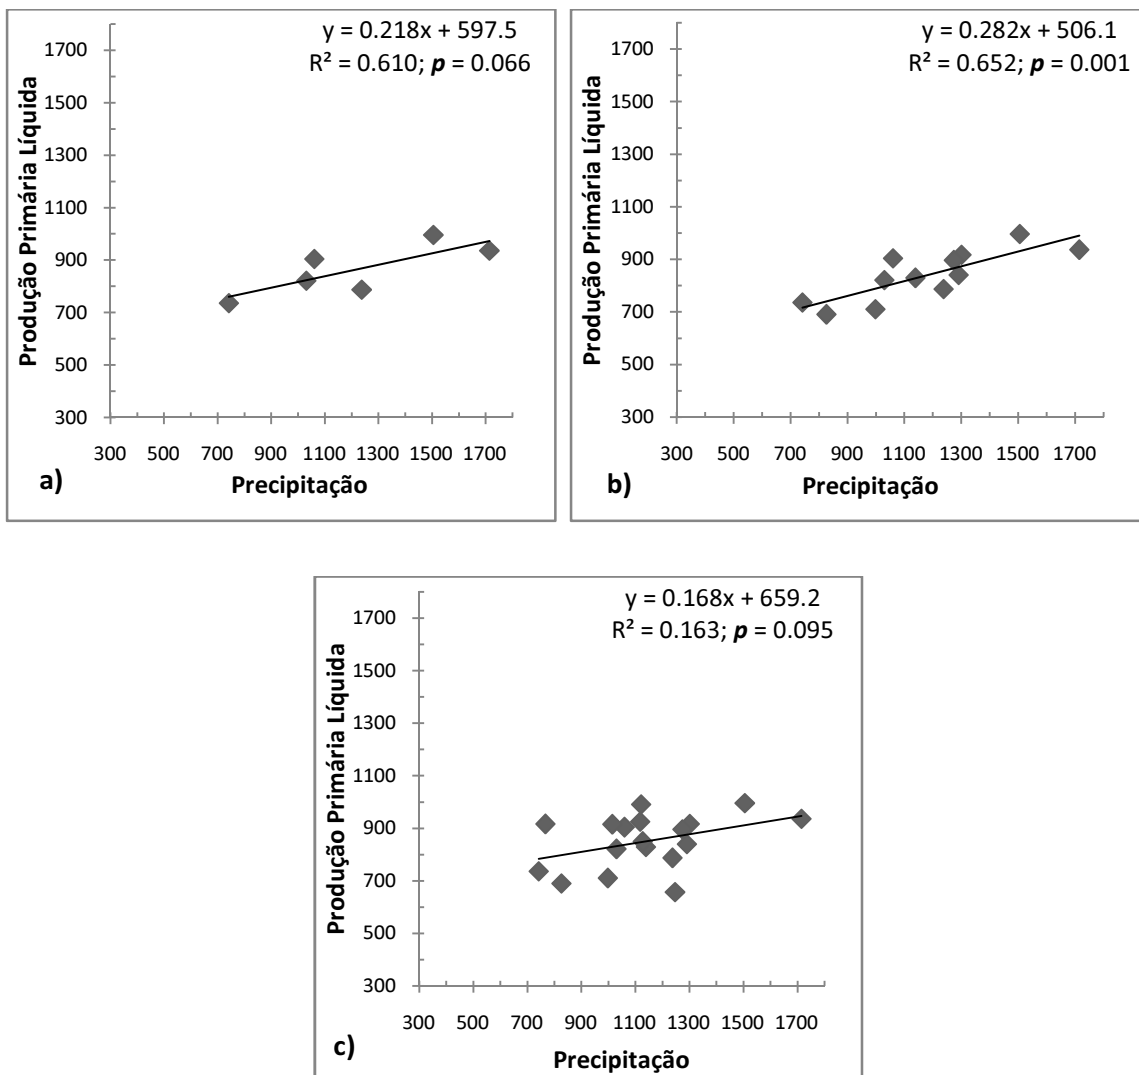 y = 0.218x + 597.5
R² = 0.610; p = 0.066
Produção Primária Líquida
1700
1500
1300
1100
900
700
500
300
300 500 700 900 1100 1300 1500 1700
a)
Precipitação
y = 0.282x + 506.1
R² = 0.652; p = 0.001
Produção Primária Líquida
1700
1500
1300
1100
900
700
500
300
300 500 700 900 1100 1300 1500 1700
b)
Precipitação
y = 0.168x + 659.2
R² = 0.163; p = 0.095
Produção Primária Líquida
1700
1500
1300
1100
900
700
500
300
300 500 700 900 1100 1300 1500 1700
c)
Precipitação